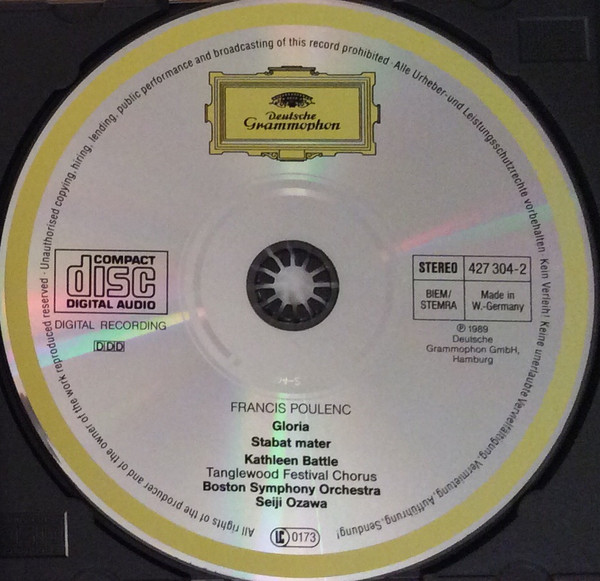 All rights of the producer and of the owner of the work reproduced reserved · Unauthorised copying, hiring, lending, public performance and broadcasting of this record prohibited · Alle Urheber- und Leistungsschutzrechte vorbehalten · Kein Verleih! Keine unerlaubte Vervielfältigung, Vermietung, Aufführung, Sendung!
Deutsche
Grammophon
COMPACT
disc
DIGITAL AUDIO
DIGITAL RECORDING
DDD
STEREO 427 304-2
BIEM/
STEMRA
Made in
W.-Germany
℗ 1989
Deutsche
Grammophon GmbH,
Hamburg
FRANCIS POULENC
Gloria
Stabat mater
Kathleen Battle
Tanglewood Festival Chorus
Boston Symphony Orchestra
Seiji Ozawa
LC 0173